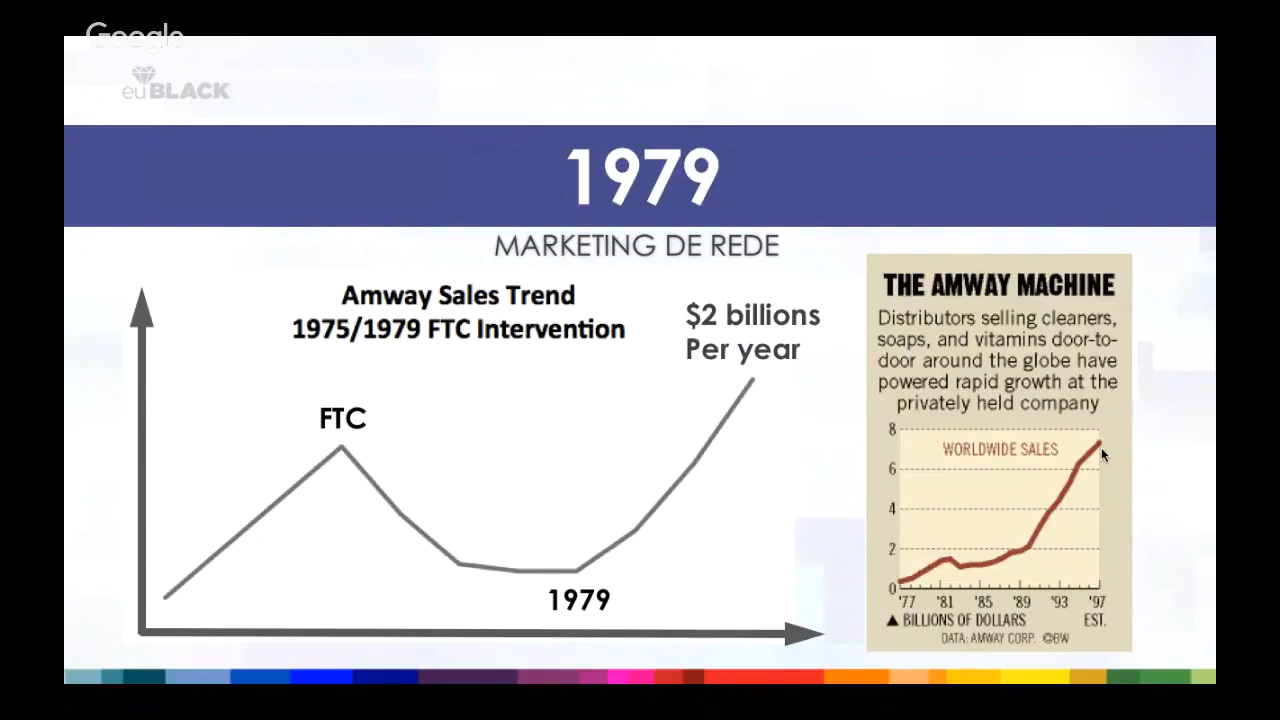 Google
euBLACK
1979
MARKETING DE REDE
Amway Sales Trend
1975/1979 FTC Intervention
$2 billions
Per year
FTC
1979
THE AMWAY MACHINE
Distributors selling cleaners,
soaps, and vitamins door-to-
door around the globe have
powered rapid growth at the
privately held company
WORLDWIDE SALES
8
6
4
2
0
'77 '81 '85 '89 '93 '97
▲ BILLIONS OF DOLLARS EST.
DATA: AMWAY CORP. ©BW